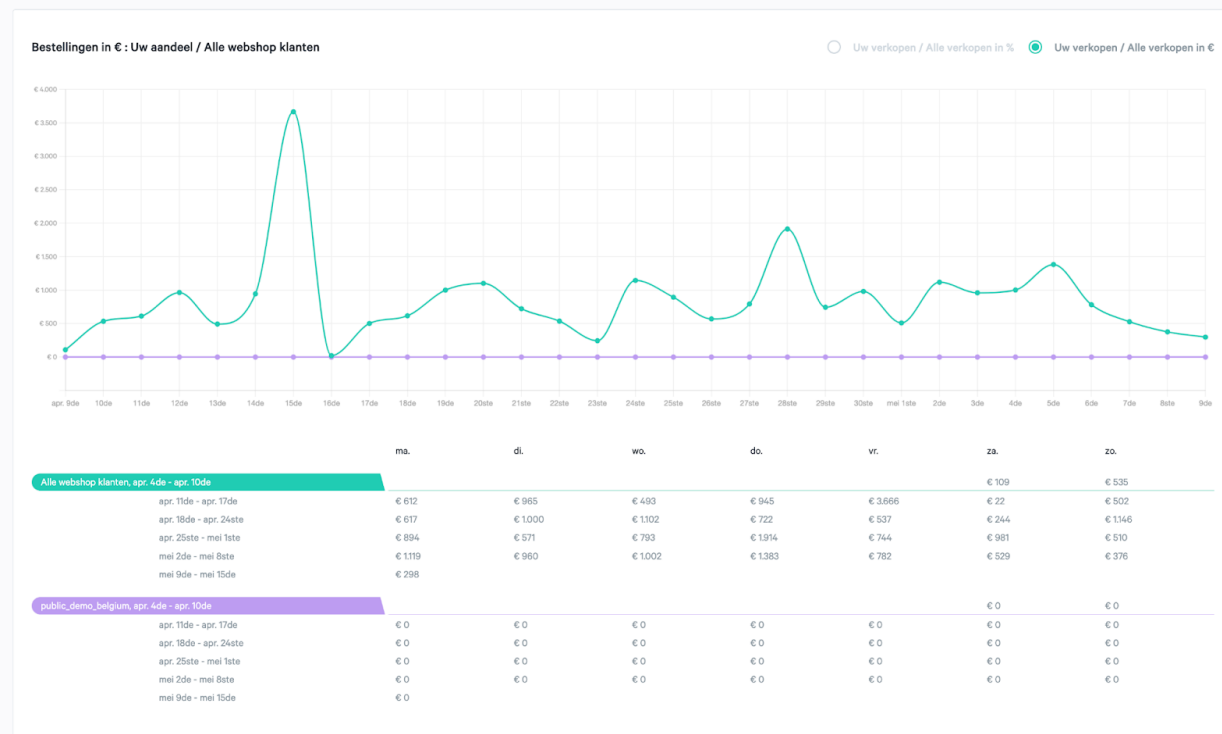 Bestellingen in € : Uw aandeel / Alle webshop klanten
Uw verkopen / Alle verkopen in % Uw verkopen / Alle verkopen in €
€ 4.000
€ 3.500
€ 3.000
€ 2.500
€ 2.000
€ 1.500
€ 1.000
€ 500
€ 0
apr. 9de 10de 11de 12de 13de 14de 15de 16de 17de 18de 19de 20ste 21ste 22ste 23ste 24ste 25ste 26ste 27ste 28ste 29ste 30ste mei 1ste 2de 3de 4de 5de 6de 7de 8ste 9de
ma. di. wo. do. vr. za. zo.
Alle webshop klanten, apr. 4de - apr. 10de € 109 € 535
apr. 11de - apr. 17de € 612 € 965 € 493 € 945 € 3.666 € 22 € 502
apr. 18de - apr. 24ste € 617 € 1.000 € 1.102 € 722 € 537 € 244 € 1.146
apr. 25ste - mei 1ste € 894 € 571 € 793 € 1.914 € 744 € 981 € 510
mei 2de - mei 8ste € 1.119 € 960 € 1.002 € 1.383 € 782 € 529 € 376
mei 9de - mei 15de € 298
public_demo_belgium, apr. 4de - apr. 10de € 0 € 0
apr. 11de - apr. 17de € 0 € 0 € 0 € 0 € 0 € 0 € 0
apr. 18de - apr. 24ste € 0 € 0 € 0 € 0 € 0 € 0 € 0
apr. 25ste - mei 1ste € 0 € 0 € 0 € 0 € 0 € 0 € 0
mei 2de - mei 8ste € 0 € 0 € 0 € 0 € 0 € 0 € 0
mei 9de - mei 15de € 0